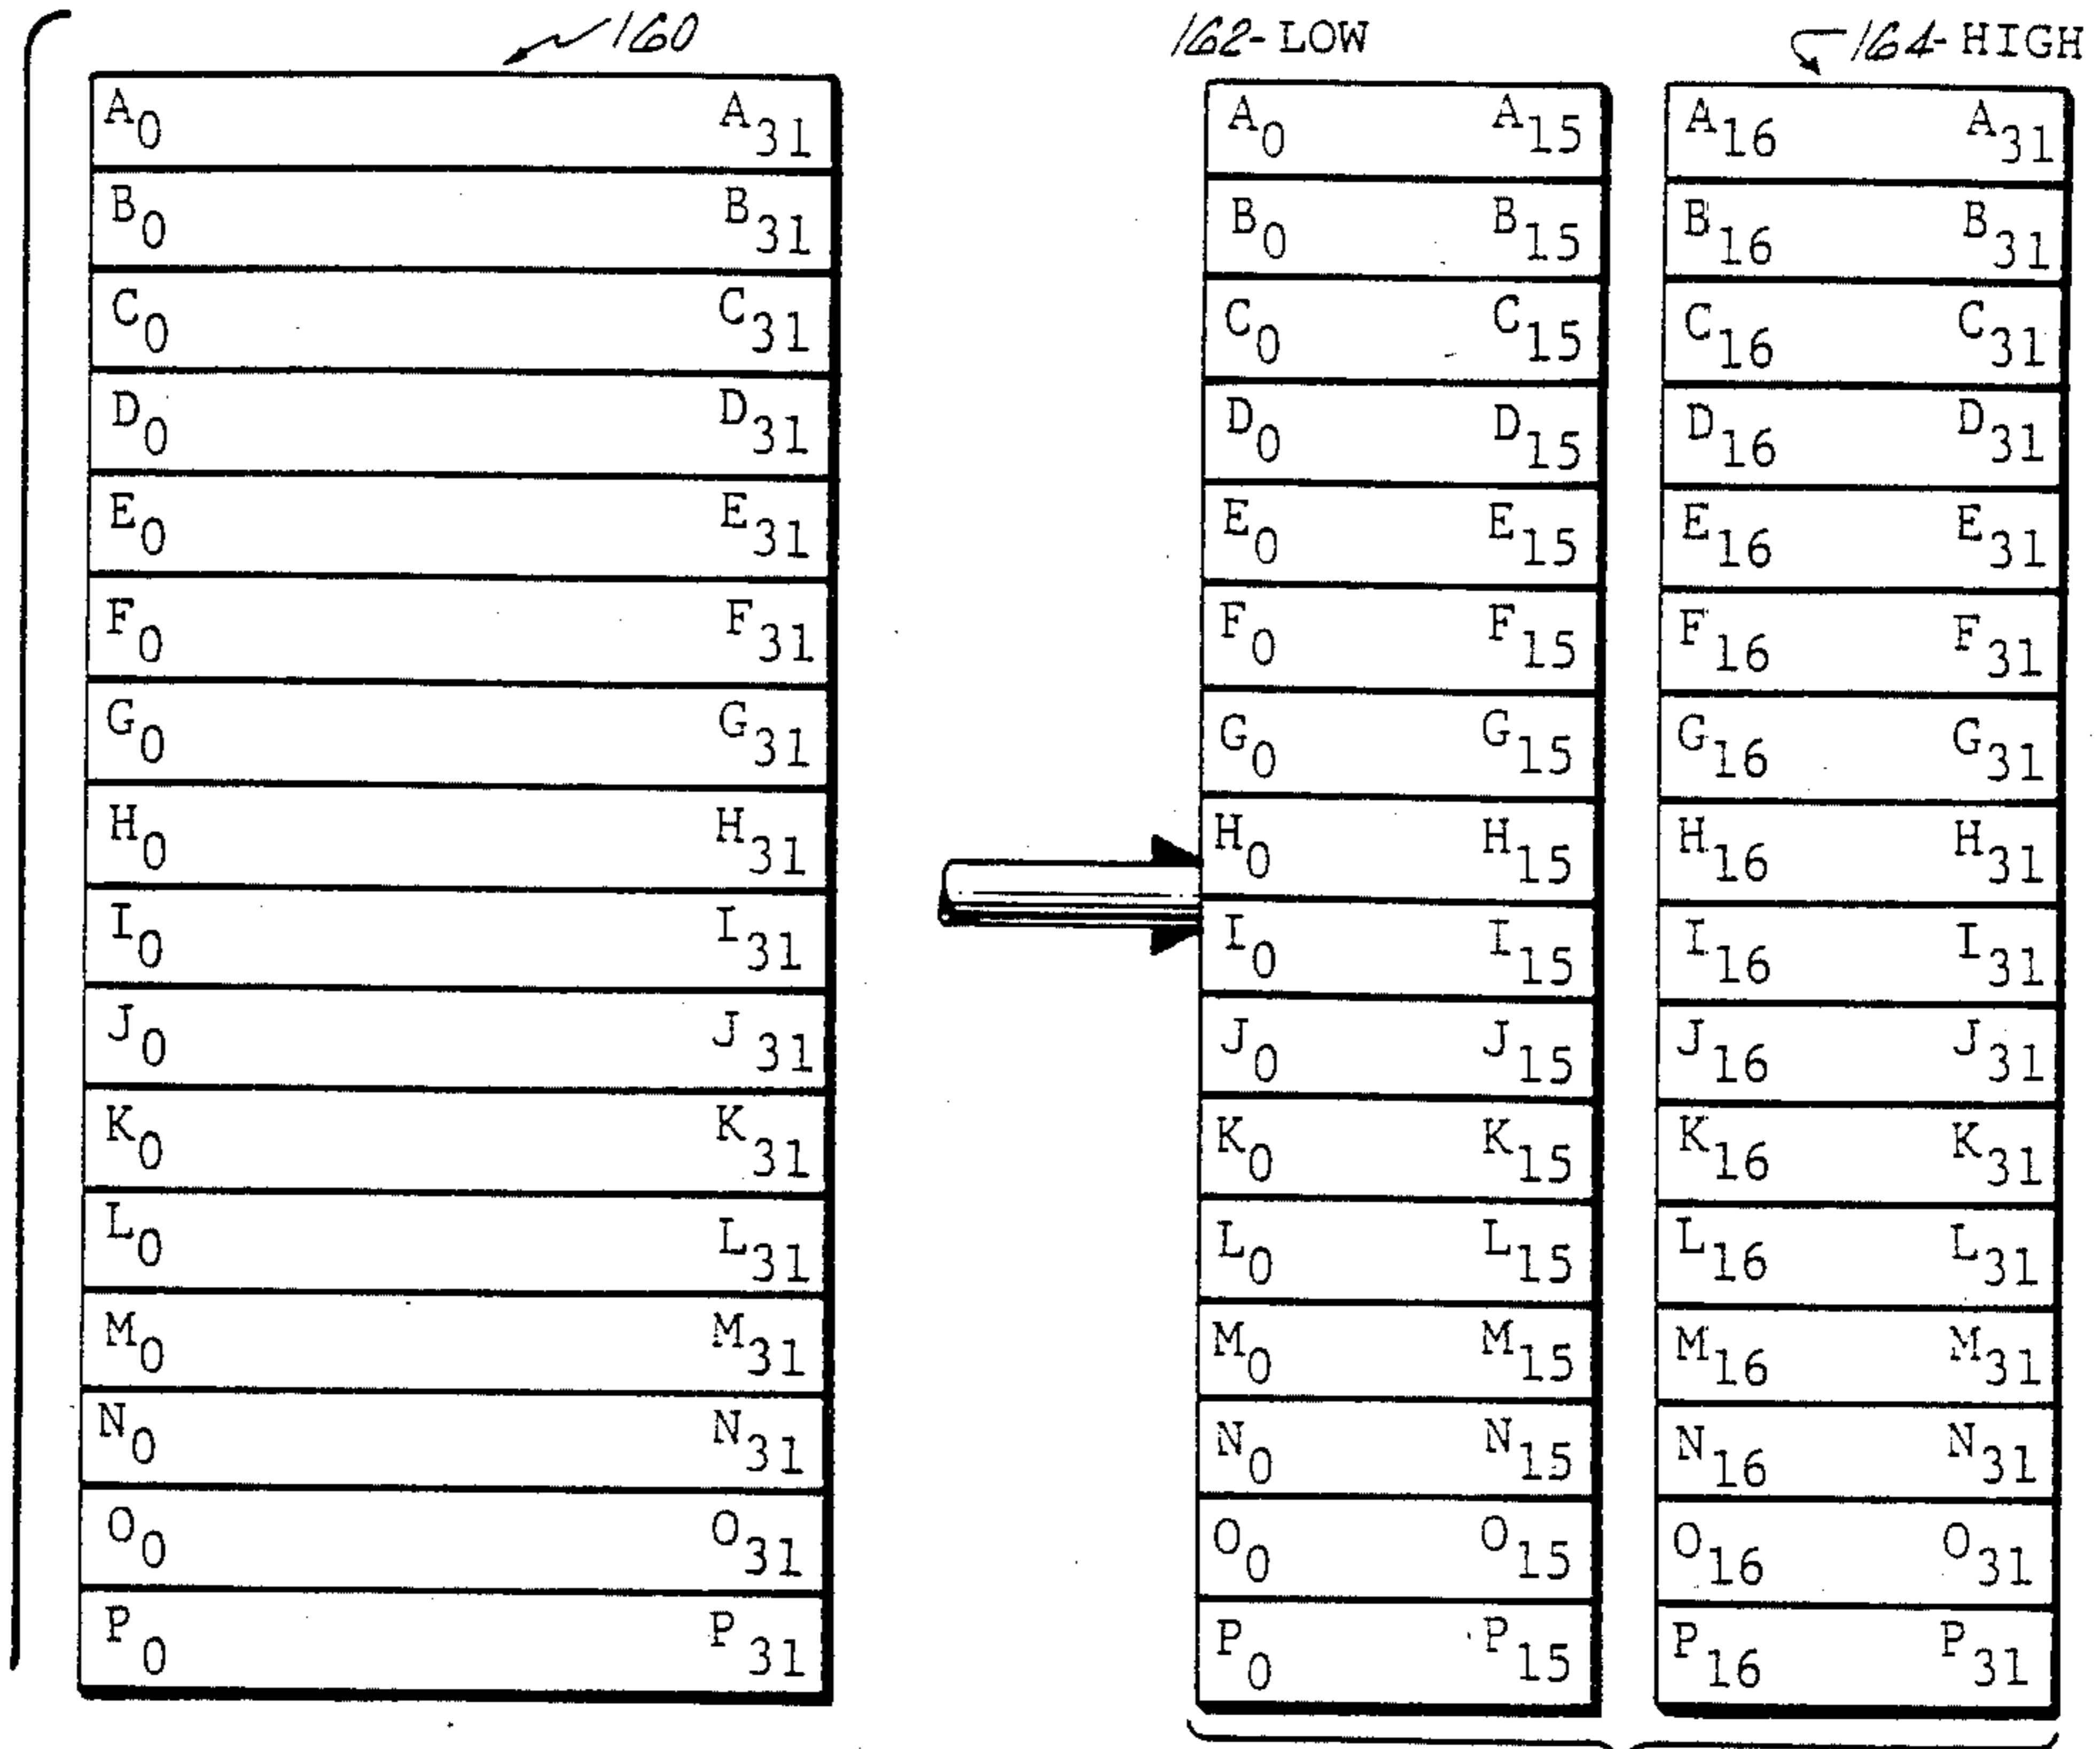 160 162-LOW 164-HIGH
A0 A31 A0 A15 A16 A31
B0 B31 B0 B15 B16 B31
C0 C31 C0 C15 C16 C31
D0 D31 D0 D15 D16 D31
E0 E31 E0 E15 E16 E31
F0 F31 F0 F15 F16 F31
G0 G31 G0 G15 G16 G31
H0 H31 H0 H15 H16 H31
I0 I31 I0 I15 I16 I31
J0 J31 J0 J15 J16 J31
K0 K31 K0 K15 K16 K31
L0 L31 L0 L15 L16 L31
M0 M31 M0 M15 M16 M31
N0 N31 N0 N15 N16 N31
O0 O31 O0 O15 O16 O31
P0 P31 P0 P15 P16 P31